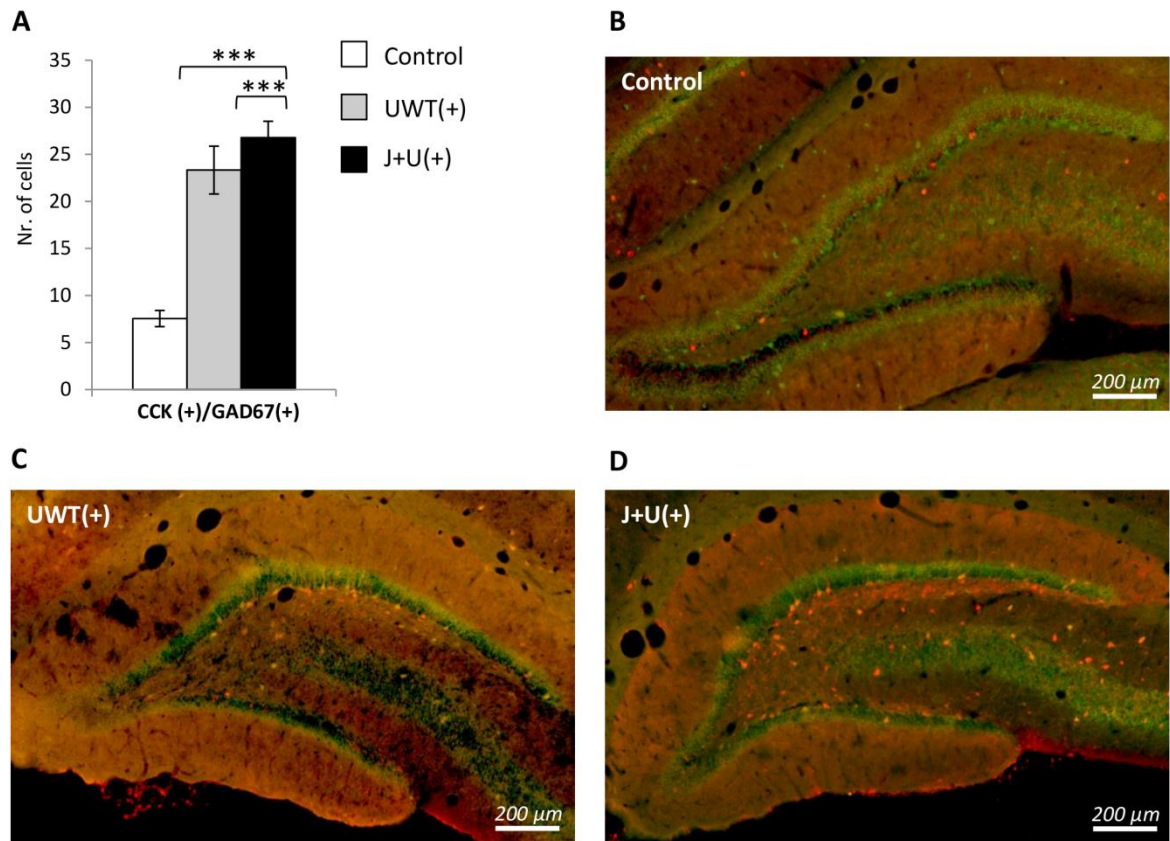 A
***
***
35
30
25
20
15
10
5
0
Nr. of cells
CCK (+)/GAD67(+)
Control
UWT(+)
J+U(+)
B
Control
200 µm
C
UWT(+)
200 µm
D
J+U(+)
200 µm